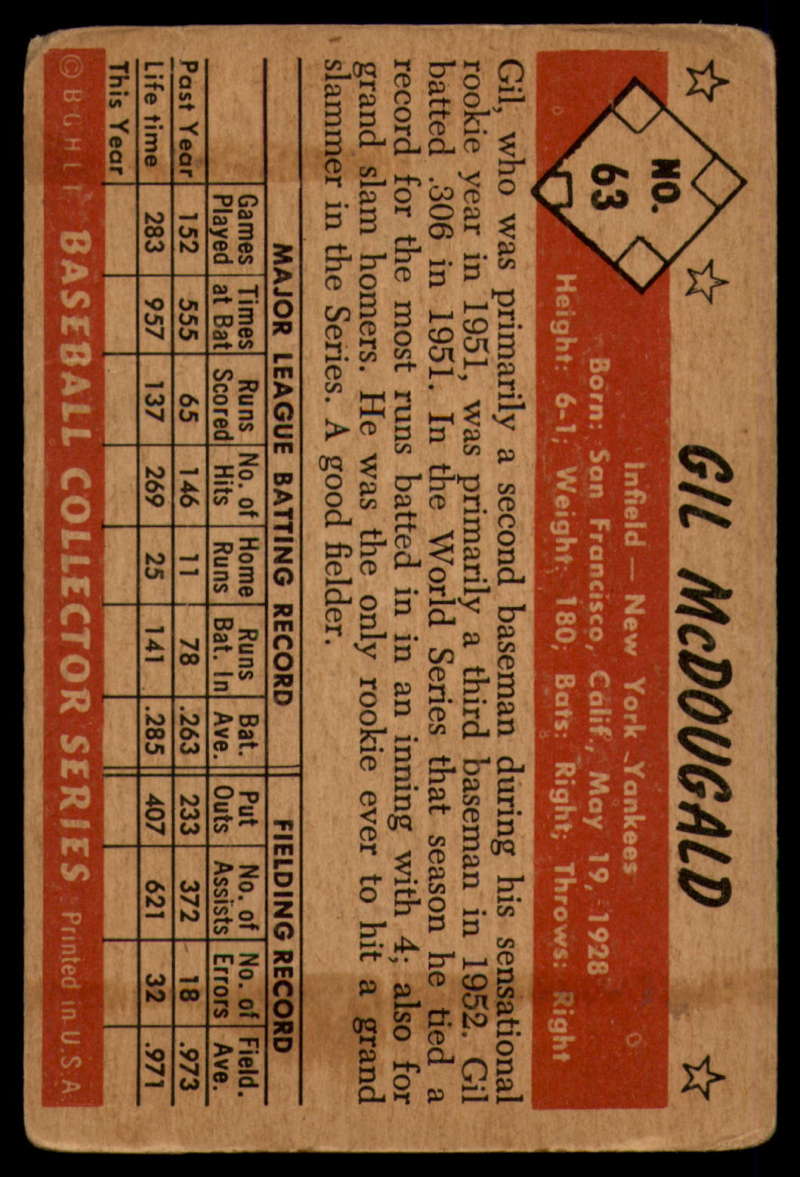 GIL McDOUGALD
NO.
63
Infield — New York Yankees
Born: San Francisco, Calif., May 19, 1928
Height: 6-1; Weight: 180; Bats: Right; Throws: Right
Gil, who was primarily a second baseman during his sensational
rookie year in 1951, was primarily a third baseman in 1952. Gil
batted .306 in 1951. In the World Series that season he tied a
record for the most runs batted in in an inning with 4; also for
grand slam homers. He was the only rookie ever to hit a grand
slammer in the Series. A good fielder.
MAJOR LEAGUE BATTING RECORD FIELDING RECORD
Games Times Runs No. of Home Runs Bat. Put No. of No. of Field.
Played at Bat Scored Hits Runs Bat. In Ave. Outs Assists Errors Ave.
Past Year 152 555 65 146 11 78 .263 233 372 18 .973
Life time 283 957 137 269 25 141 .285 407 621 32 .971
This Year
© B G H L I BASEBALL COLLECTOR SERIES Printed in U.S.A.